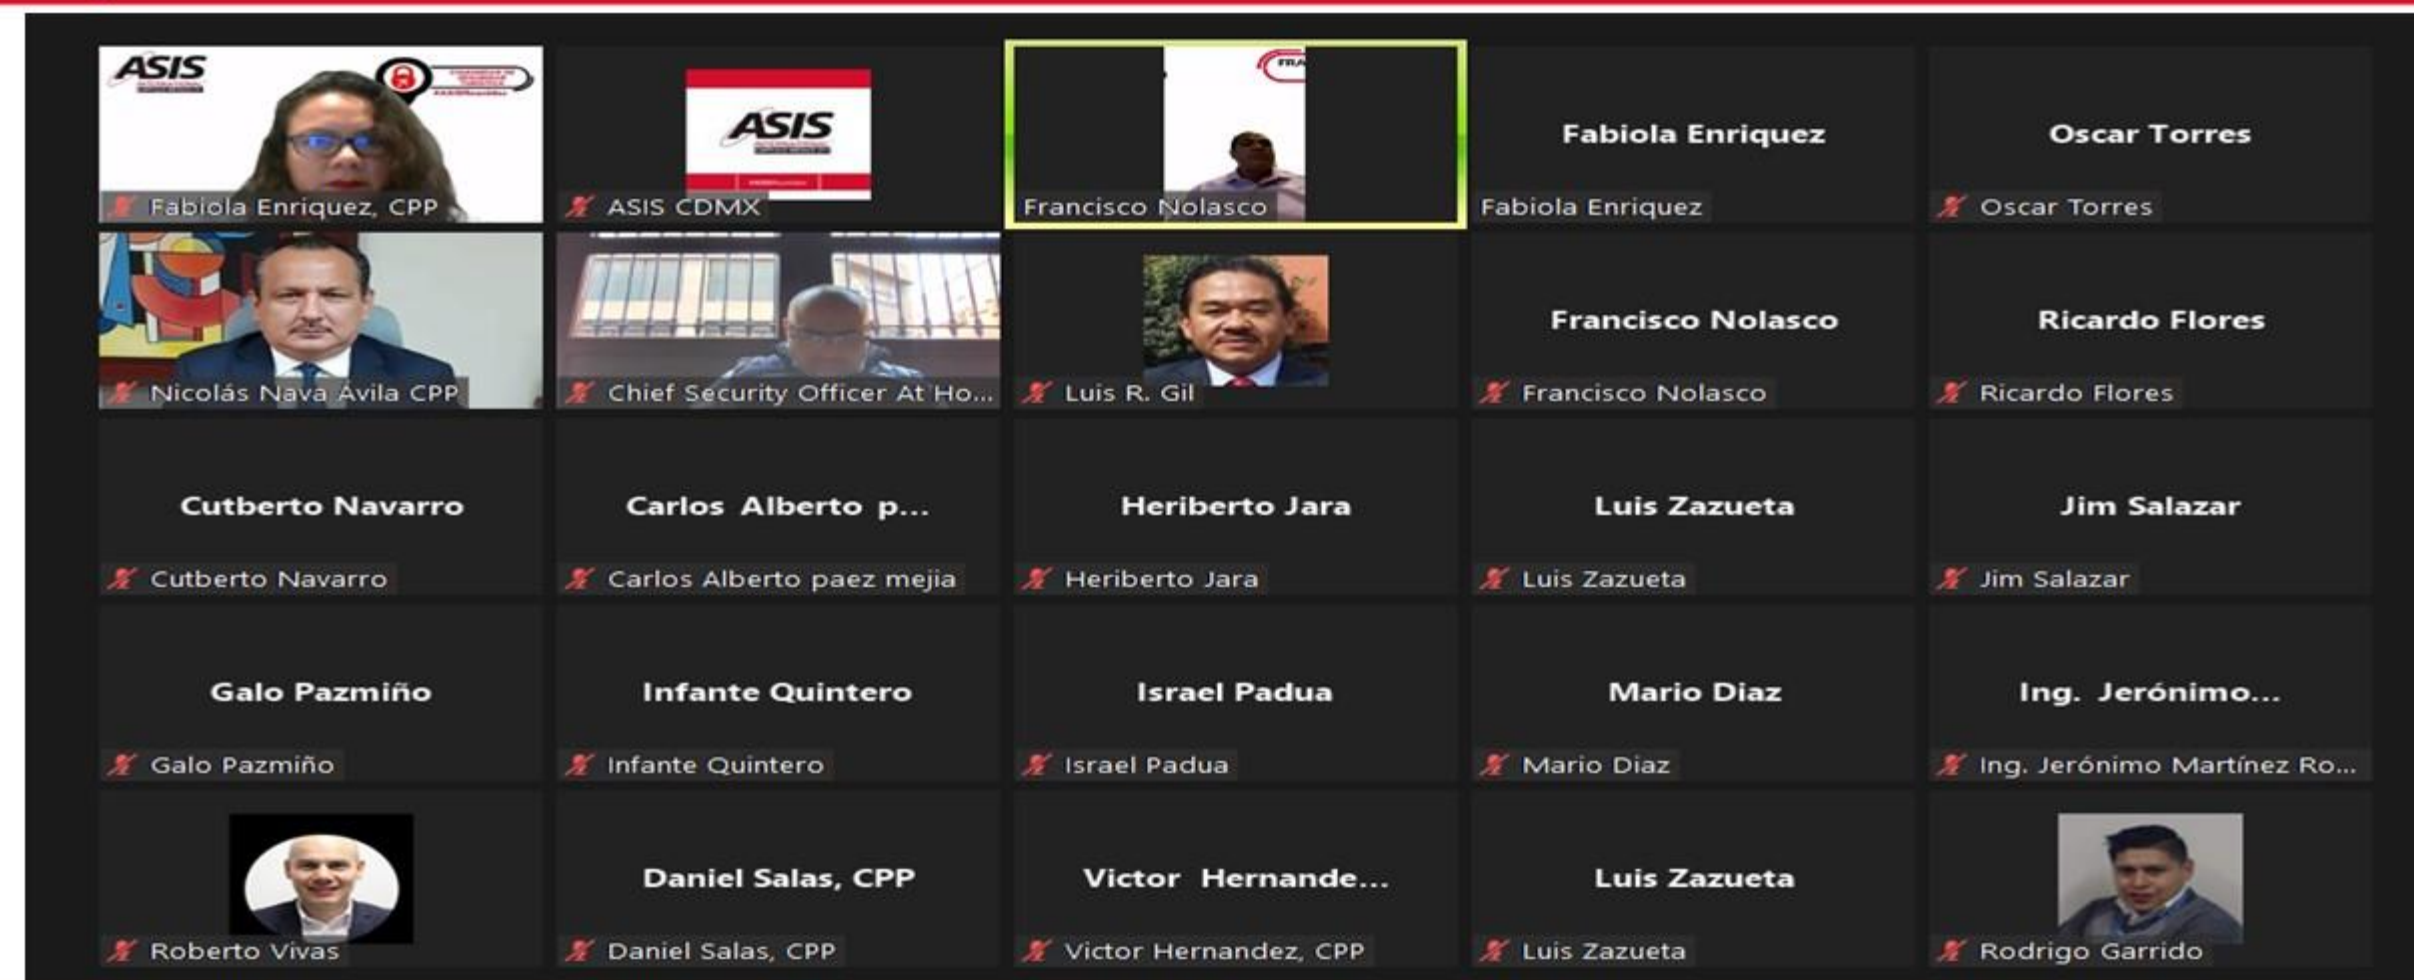 ASIS
INTERNATIONAL
Fabiola Enriquez, CPP
ASIS
INTERNATIONAL
ASIS CDMX
FRA
Francisco Nolasco
Fabiola Enriquez
Fabiola Enriquez
Oscar Torres
Oscar Torres
Nicolás Nava Ávila CPP
Chief Security Officer At Ho...
Luis R. Gil
Francisco Nolasco
Francisco Nolasco
Ricardo Flores
Ricardo Flores
Cutberto Navarro
Cutberto Navarro
Carlos Alberto p...
Carlos Alberto paez mejia
Heriberto Jara
Heriberto Jara
Luis Zazueta
Luis Zazueta
Jim Salazar
Jim Salazar
Galo Pazmiño
Galo Pazmiño
Infante Quintero
Infante Quintero
Israel Padua
Israel Padua
Mario Diaz
Mario Diaz
Ing. Jerónimo...
Ing. Jerónimo Martínez Ro...
Roberto Vivas
Daniel Salas, CPP
Daniel Salas, CPP
Victor Hernande...
Victor Hernandez, CPP
Luis Zazueta
Luis Zazueta
Rodrigo Garrido